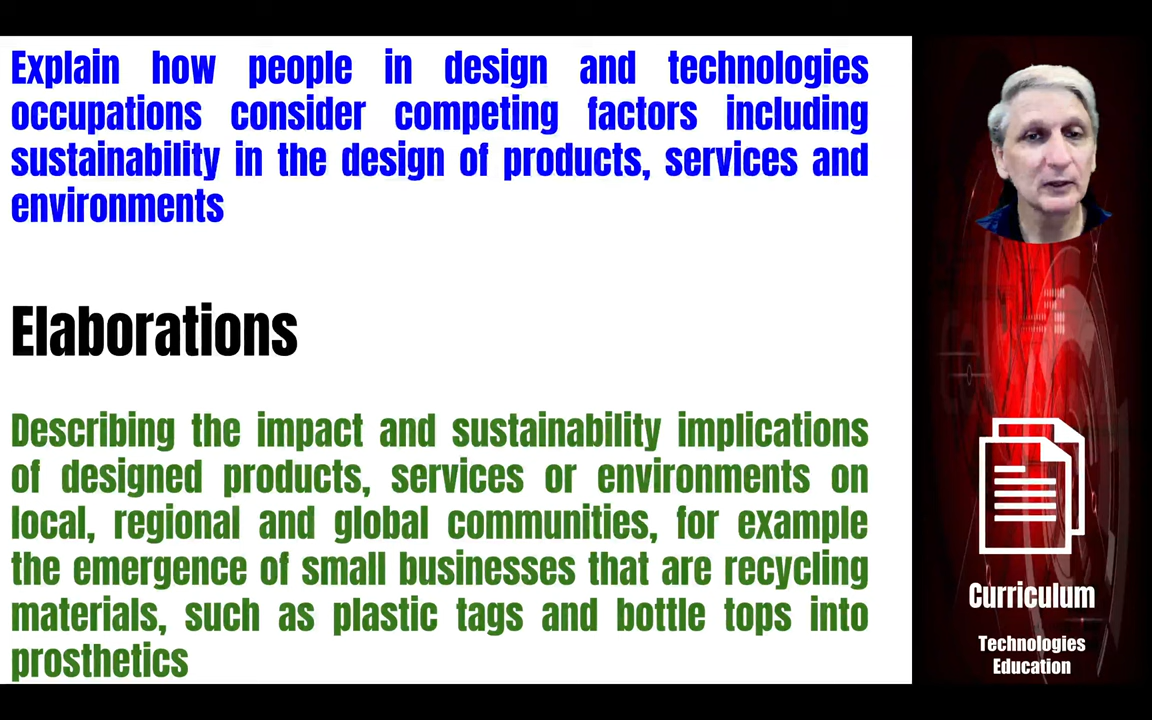 Explain how people in design and technologies
occupations consider competing factors including
sustainability in the design of products, services and
environments
Elaborations
Describing the impact and sustainability implications
of designed products, services or environments on
local, regional and global communities, for example
the emergence of small businesses that are recycling
materials, such as plastic tags and bottle tops into
prosthetics
Curriculum
Technologies
Education